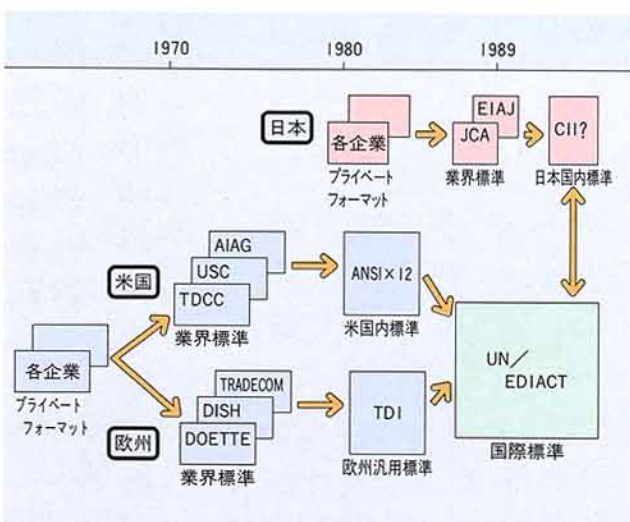 1970 1980 1989
日本
各企業
プライベート
フォーマット
EIAJ
JCA
業界標準
CII?
日本国内標準
米国
AIAG
USC
TDCC
業界標準
ANSI×12
米国内標準
各企業
プライベート
フォーマット
欧州
TRADECOM
DISH
DOETTE
業界標準
TDI
欧州汎用標準
UN／
EDIACT
国際標準